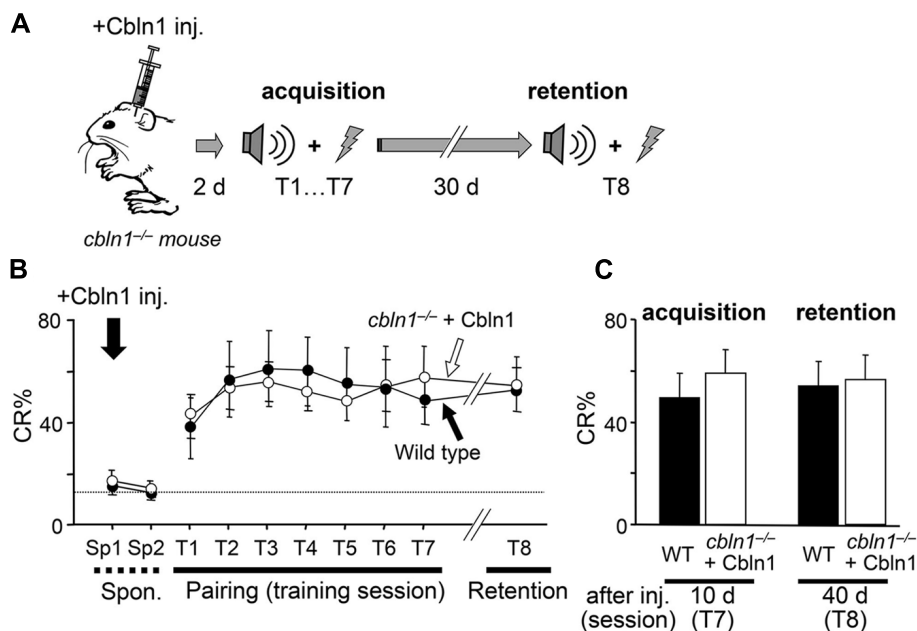 A
+Cbln1 inj.
acquisition
retention
+
+
2 d
T1...T7
30 d
T8
cbln1–/– mouse
B
+Cbln1 inj.
80
40
0
CR%
cbln1–/– + Cbln1
Wild type
Sp1 Sp2 T1 T2 T3 T4 T5 T6 T7 T8
Spon. Pairing (training session) Retention
C
acquisition retention
80
40
0
CR%
WT cbln1–/– + Cbln1 WT cbln1–/– + Cbln1
after inj. 10 d 40 d
(session) (T7) (T8)